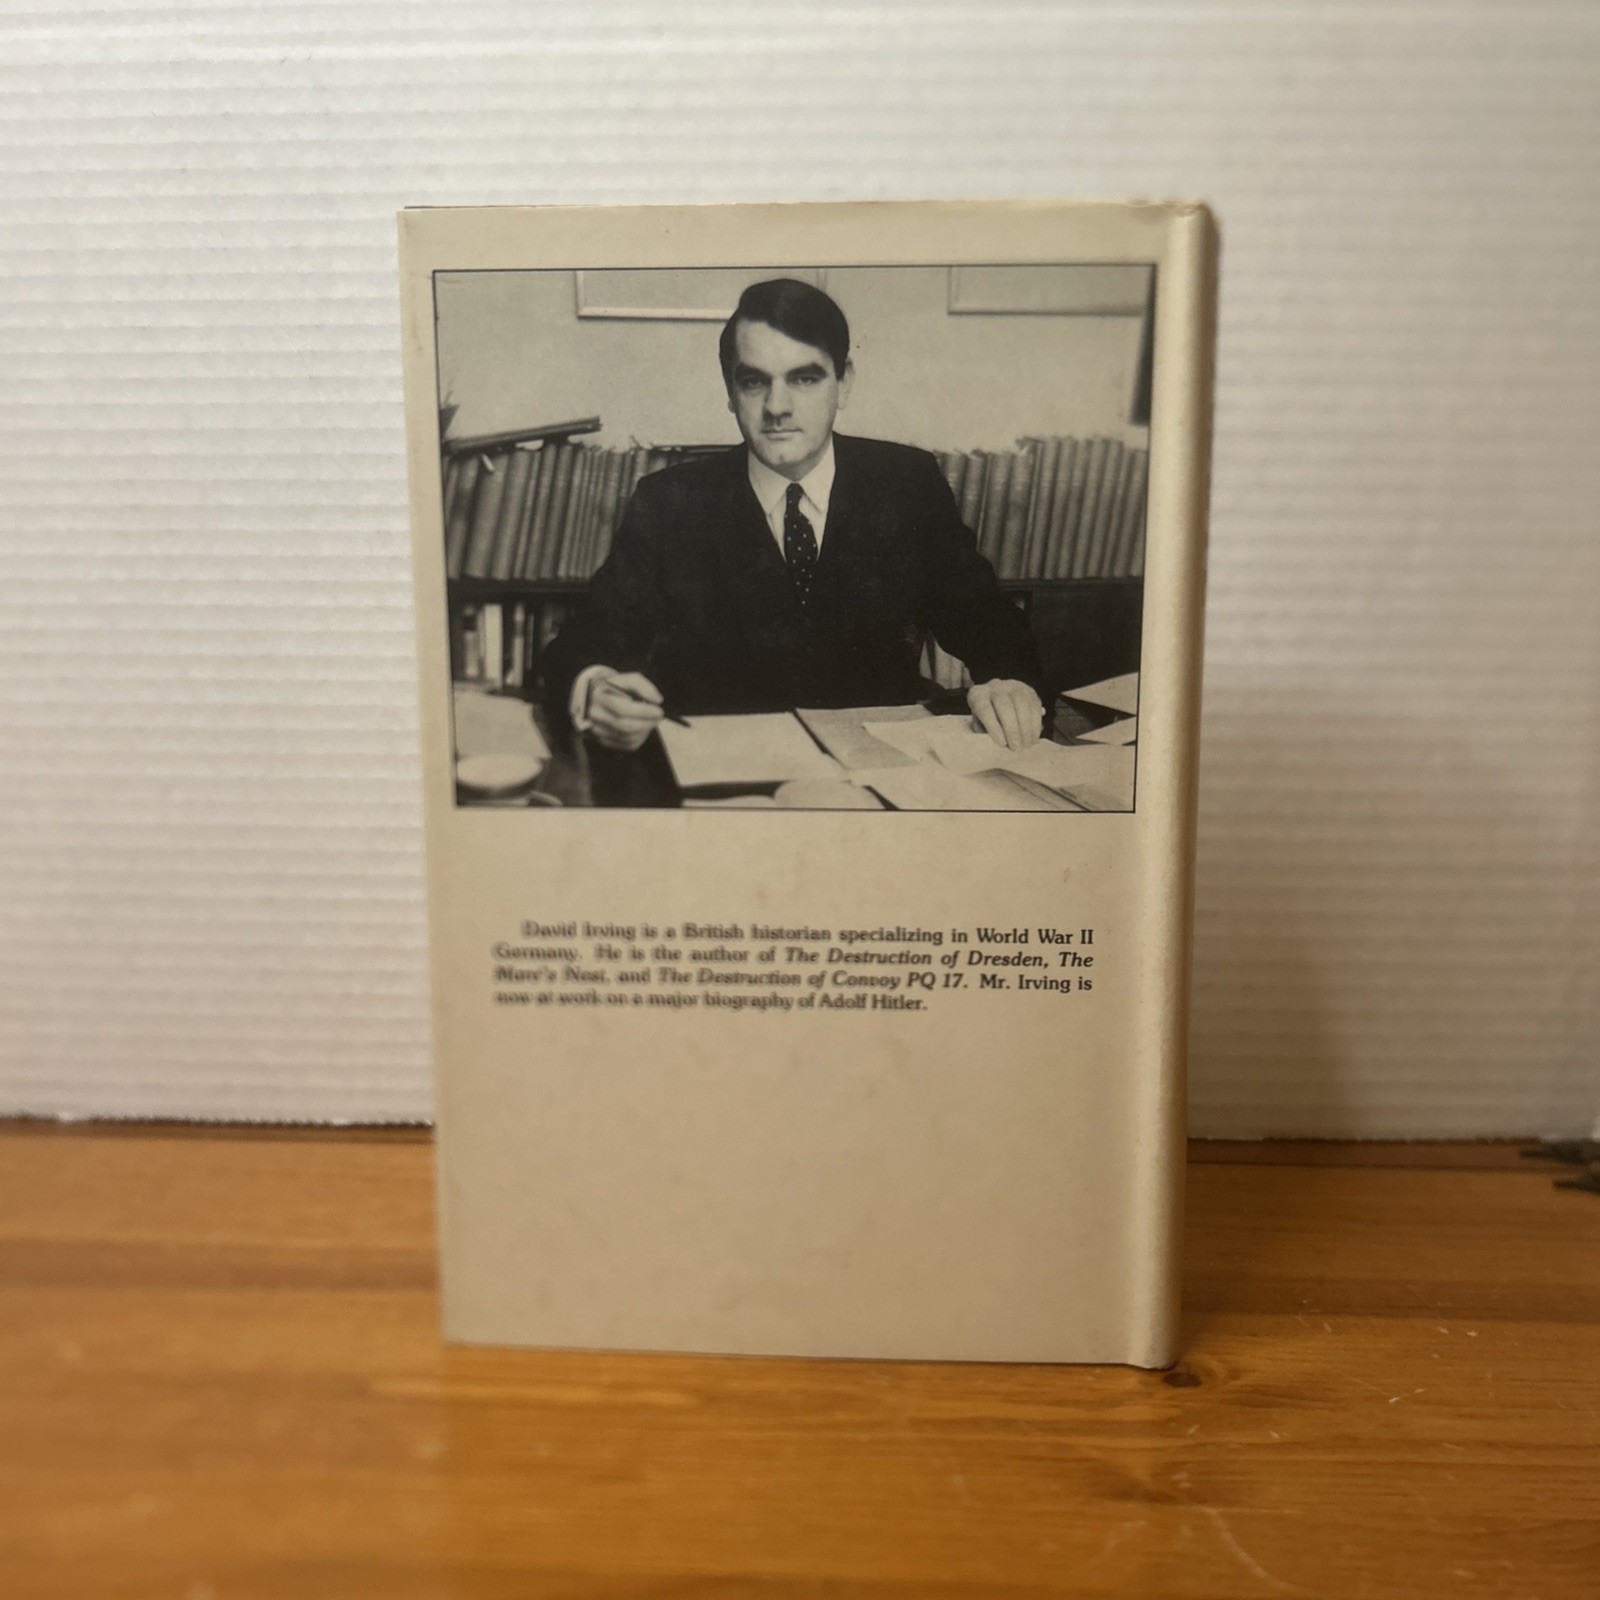 David Irving is a British historian specializing in World War II
Germany. He is the author of The Destruction of Dresden, The
Mare's Nest, and The Destruction of Convoy PQ 17. Mr. Irving is
now at work on a major biography of Adolf Hitler.